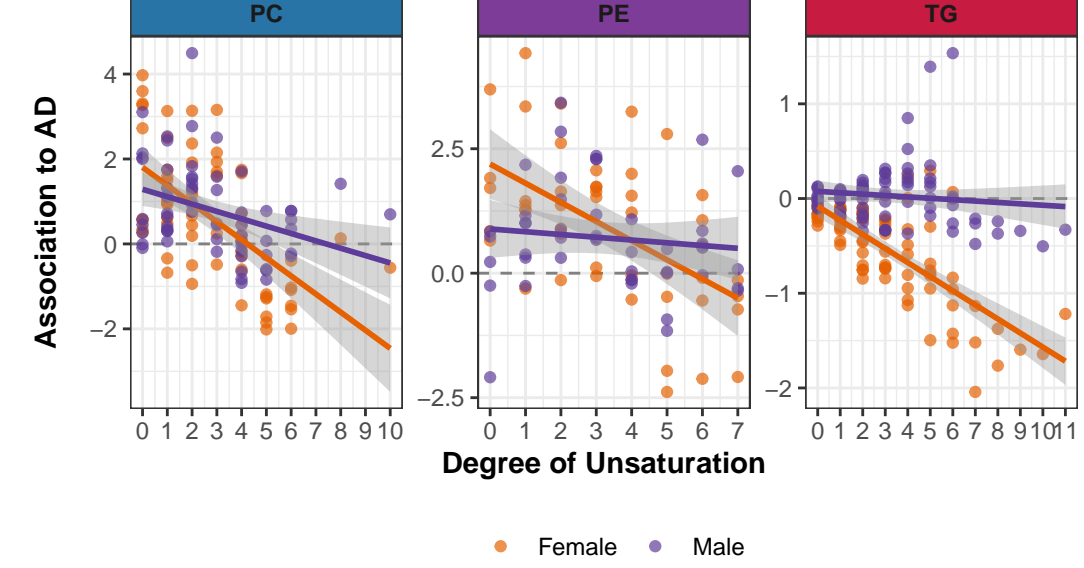 PC PE TG
Association to AD
4
2
0
−2
2.5
0.0
−2.5
1
0
−1
−2
0 1 2 3 4 5 6 7 8 9 10
0 1 2 3 4 5 6 7
0 1 2 3 4 5 6 7 8 9 10 11
Degree of Unsaturation
Female Male